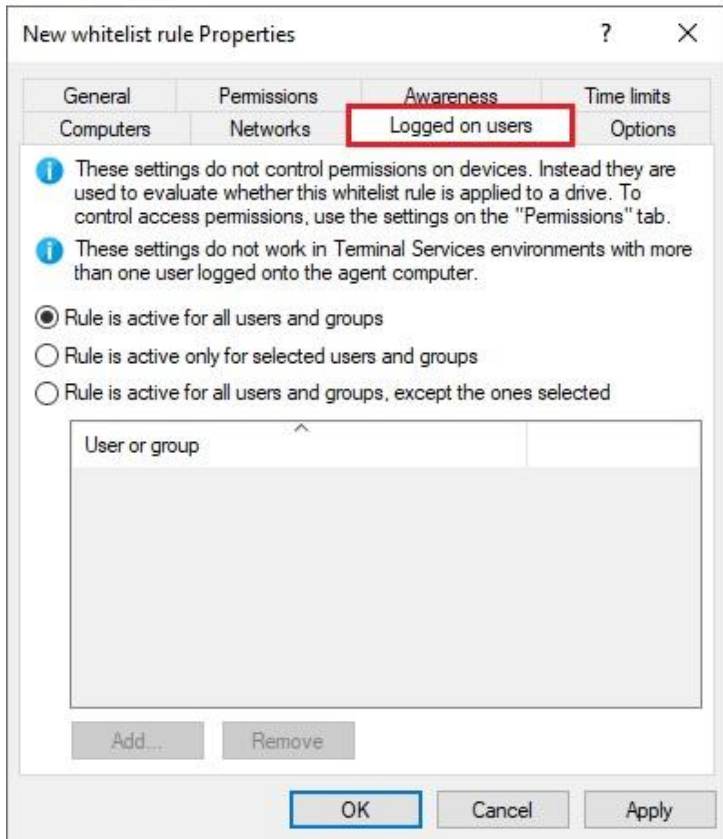 New whitelist rule Properties
?
General
Permissions
Awareness
Time limits
Computers
Networks
Logged on users
Options
These settings do not control permissions on devices. Instead they are
used to evaluate whether this whitelist rule is applied to a drive. To
control access permissions, use the settings on the "Permissions" tab.
These settings do not work in Terminal Services environments with more
than one user logged onto the agent computer.
Rule is active for all users and groups
Rule is active only for selected users and groups
Rule is active for all users and groups, except the ones selected
User or group
Add...
Remove
OK
Cancel
Apply